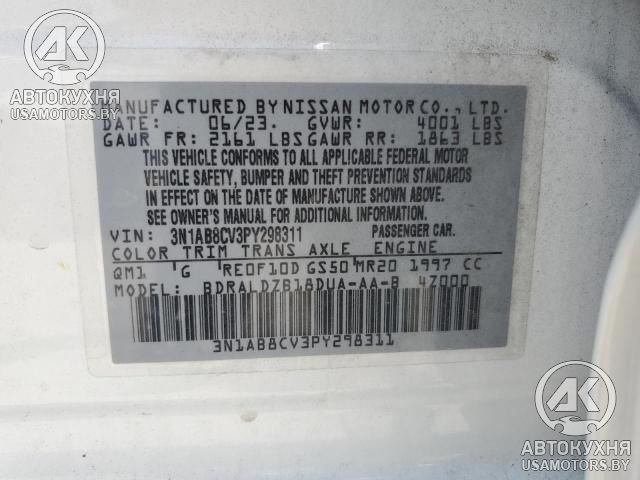 AK
АВТОКУХНЯ
USAMOTORS.BY
MANUFACTURED BY NISSAN MOTOR CO., LTD.
DATE: 06/23. GVWR: 4001 LBS
GAWR FR: 2161 LBS GAWR RR: 1863 LBS
THIS VEHICLE CONFORMS TO ALL APPLICABLE FEDERAL MOTOR
VEHICLE SAFETY, BUMPER AND THEFT PREVENTION STANDARDS
IN EFFECT ON THE DATE OF MANUFACTURE SHOWN ABOVE.
SEE OWNER'S MANUAL FOR ADDITIONAL INFORMATION.
VIN: 3N1AB8CV3PY298311 PASSENGER CAR.
COLOR TRIM TRANS AXLE ENGINE
QM1 G RE0F10D GS50 MR20 1997 CC
MODEL: BDRALDZB18DUA-AA-B 4Z000
3N1AB8CV3PY298311
AK
АВТОКУХНЯ
USAMOTORS.BY